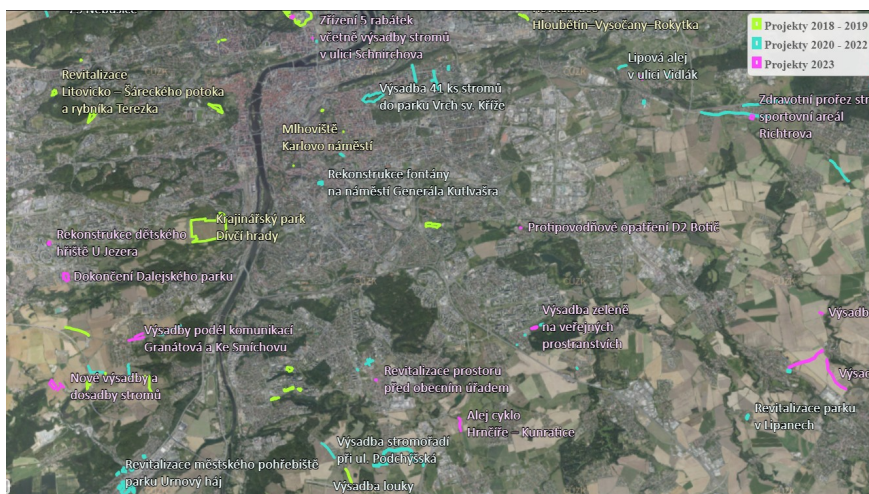 Zřízení 5 rabátek
včetně výsadby stromů
v ulici Schnirchova
Hloubětín–Vysočany–Rokytka
Projekty 2018 - 2019
Projekty 2020 - 2022
Projekty 2023
Lipová alej
v ulici Vidlák
Revitalizace
Litovicko – Šáreckého potoka
a rybníka Terezka
Výsadba 41 ks stromů
do parku Vrch sv. Kříže
Zdravotní prořez str
sportovní areál
Richtrova
Mlhoviště
Karlovo náměstí
Rekonstrukce fontány
na náměstí Generála Kutlvašra
Krajinářský park
Dívčí hrady
Rekonstrukce dětského
hřiště U Jezera
Protipovodňové opatření D2 Botič
Dokončení Dalejského parku
Výsadby podél komunikací
Granátová a Ke Smíchovu
Výsadba zeleně
na veřejných
prostranstvích
Výsadb
Nové výsadby a
dosadby stromů
Revitalizace prostoru
před obecním úřadem
Výsa
Alej cyklo
Hrnčíře – Kunratice
Revitalizace parku
v Lipanech
Výsadba stromořadí
při ul. Podchýšská
Revitalizace městského pohřebiště
parku Urnový háj
Výsadba louky